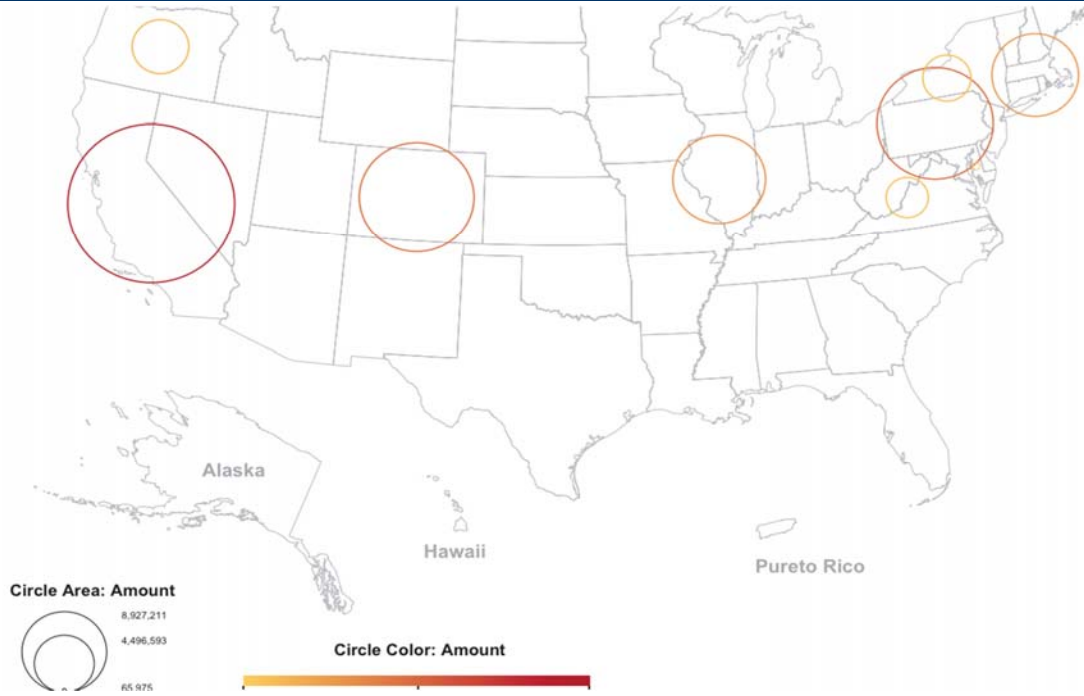 Alaska
Hawaii
Pureto Rico
Circle Area: Amount
8,927,211
4,496,593
65,975
Circle Color: Amount